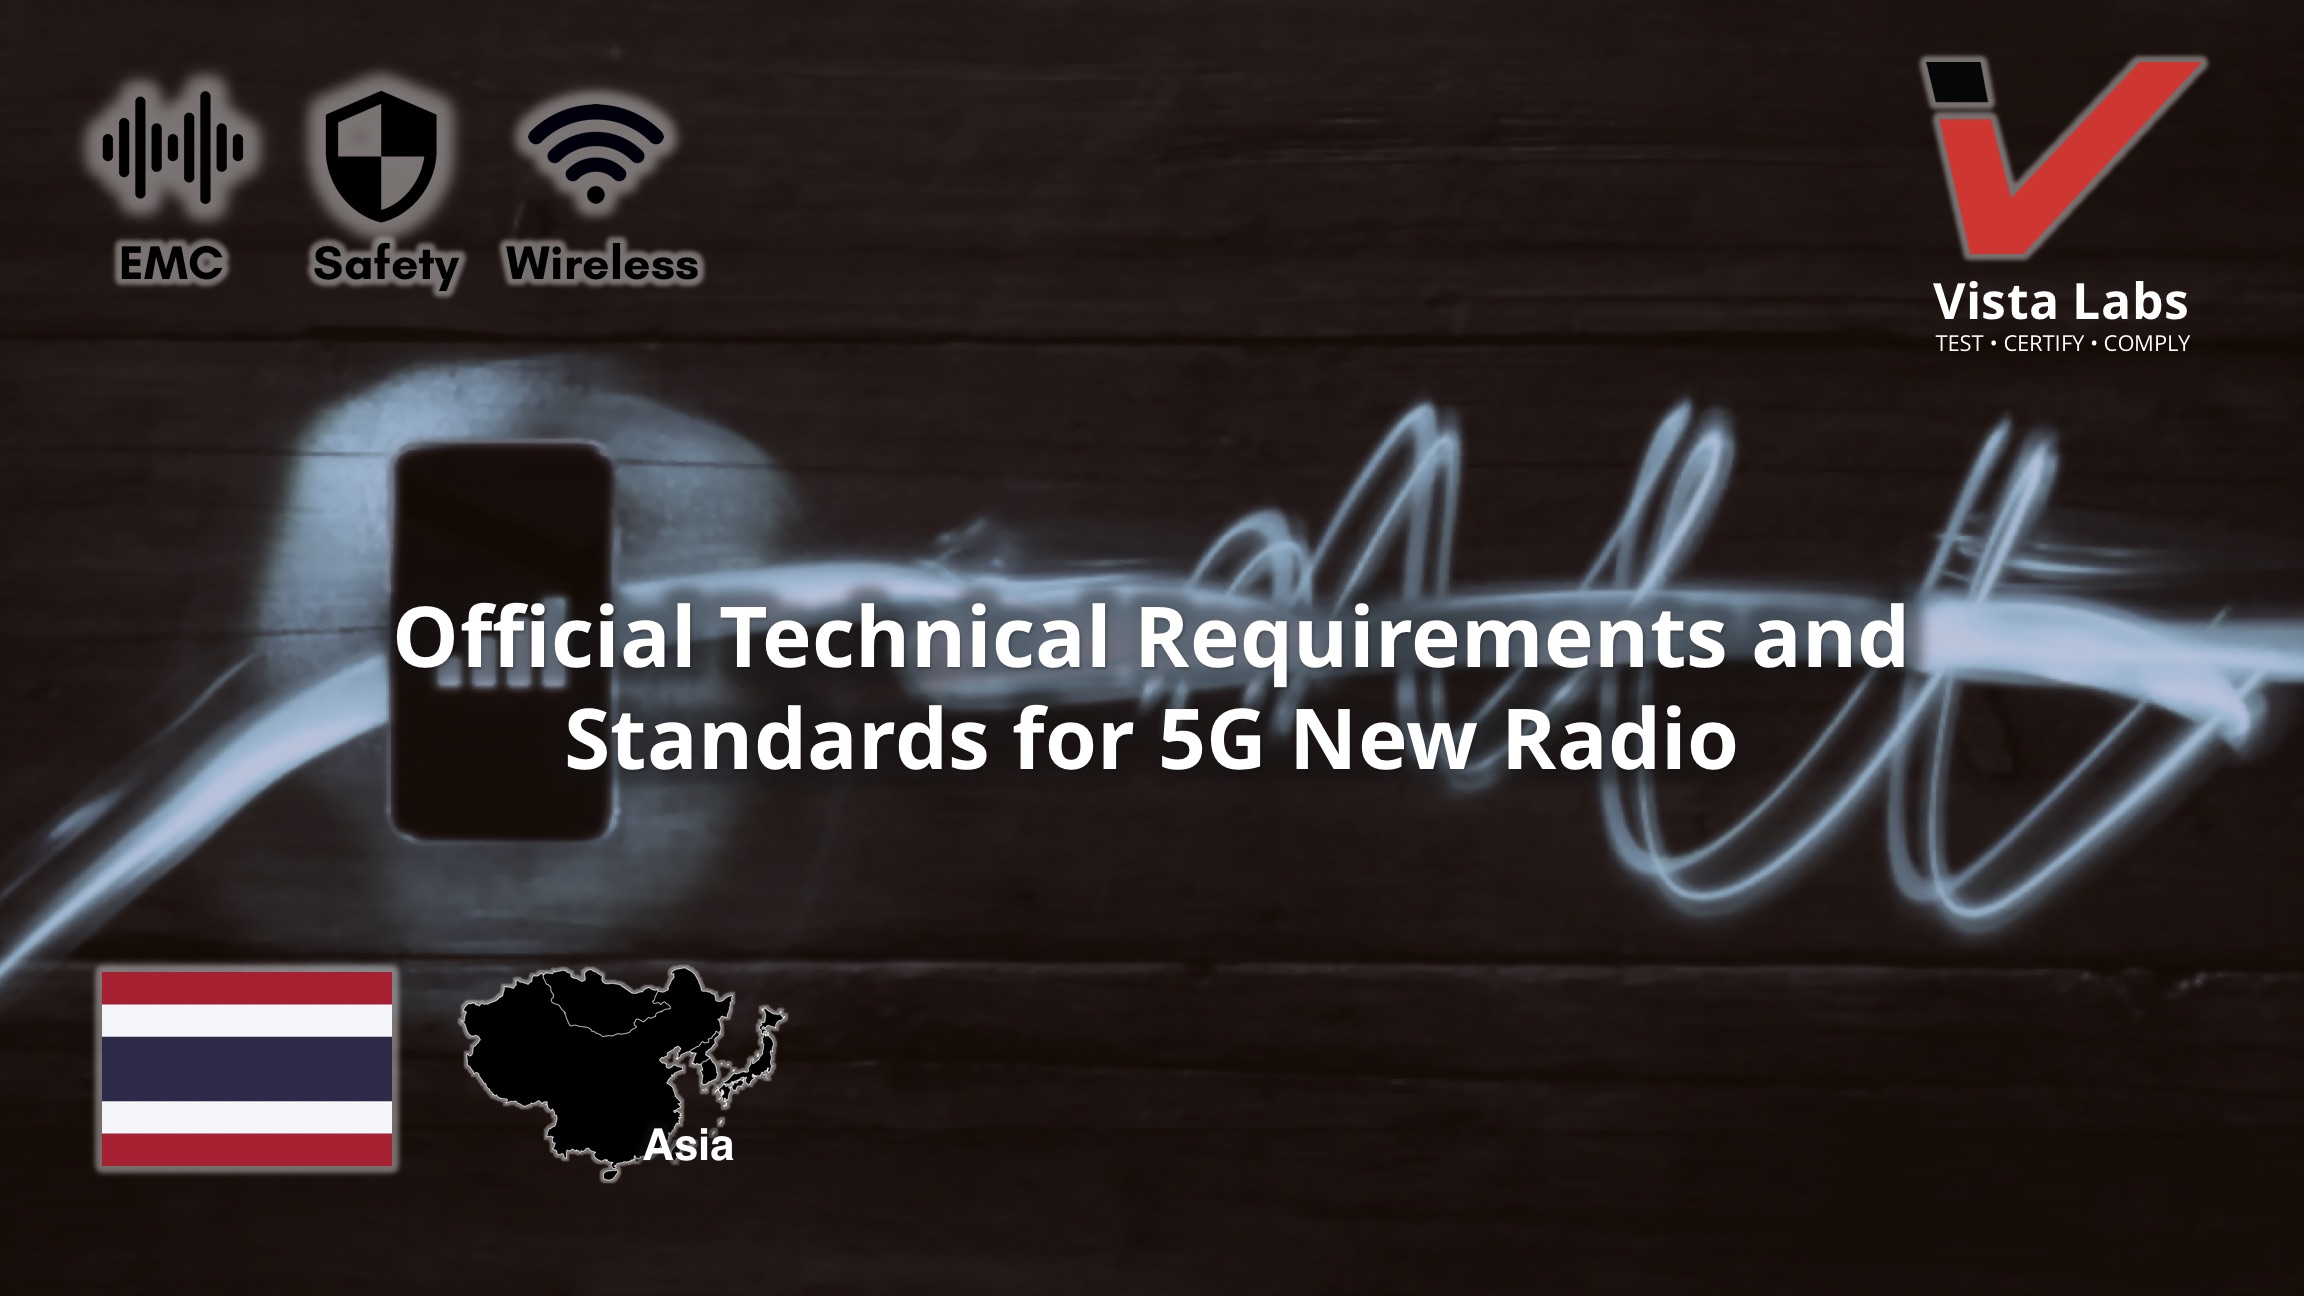 EMC
Safety
Wireless
Vista Labs
TEST • CERTIFY • COMPLY
Official Technical Requirements and
Standards for 5G New Radio
Asia